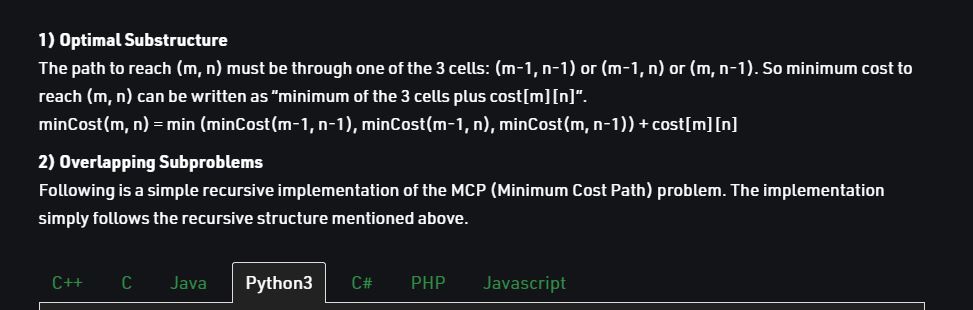 1) Optimal Substructure
The path to reach (m, n) must be through one of the 3 cells: (m-1, n-1) or (m-1, n) or (m, n-1). So minimum cost to
reach (m, n) can be written as “minimum of the 3 cells plus cost[m][n]”.
minCost(m, n) = min (minCost(m-1, n-1), minCost(m-1, n), minCost(m, n-1)) + cost[m][n]
2) Overlapping Subproblems
Following is a simple recursive implementation of the MCP (Minimum Cost Path) problem. The implementation
simply follows the recursive structure mentioned above.
C++ C Java Python3 C# PHP Javascript